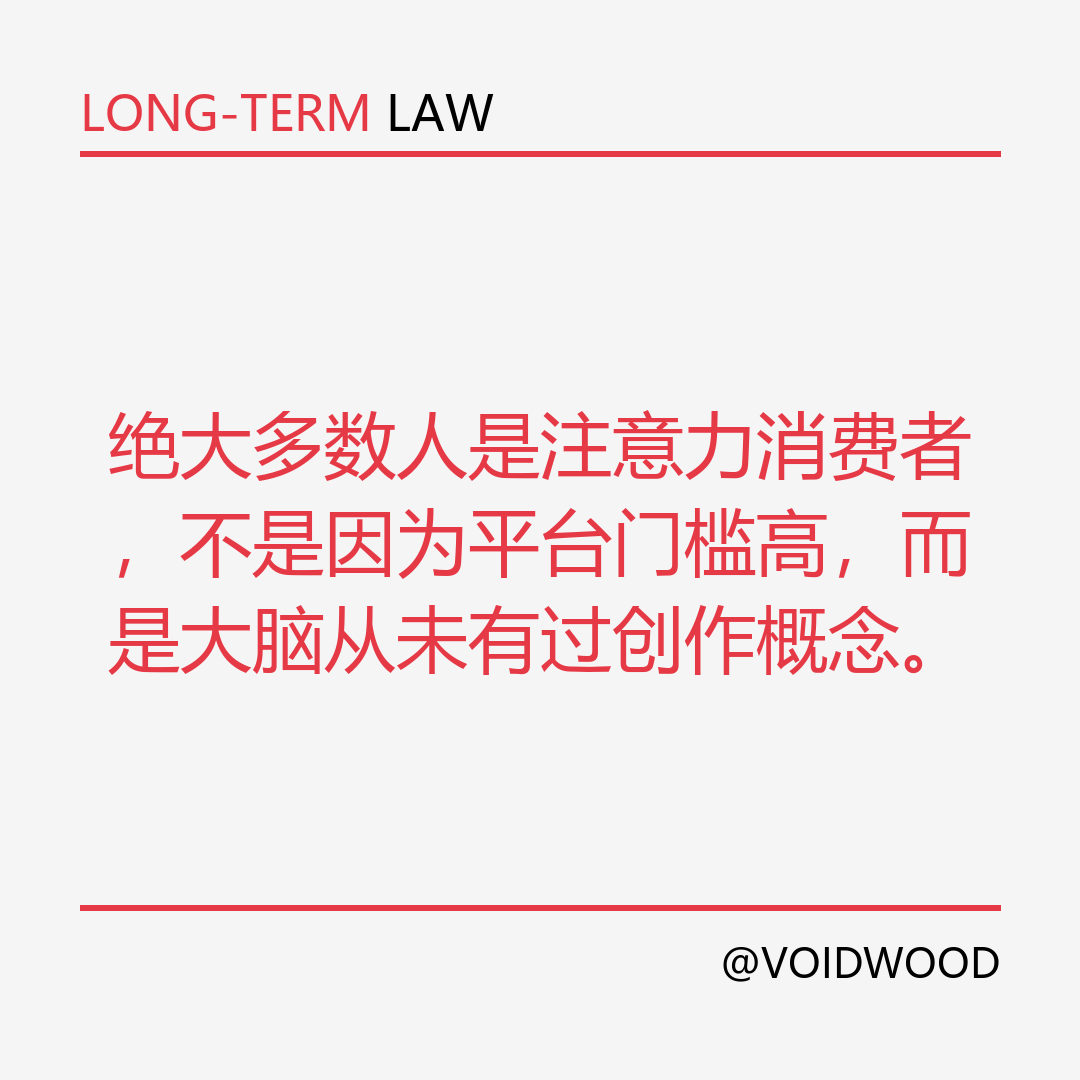 LONG-TERM LAW
绝大多数人是注意力消费者
，不是因为平台门槛高，而
是大脑从未有过创作概念。
@VOIDWOOD